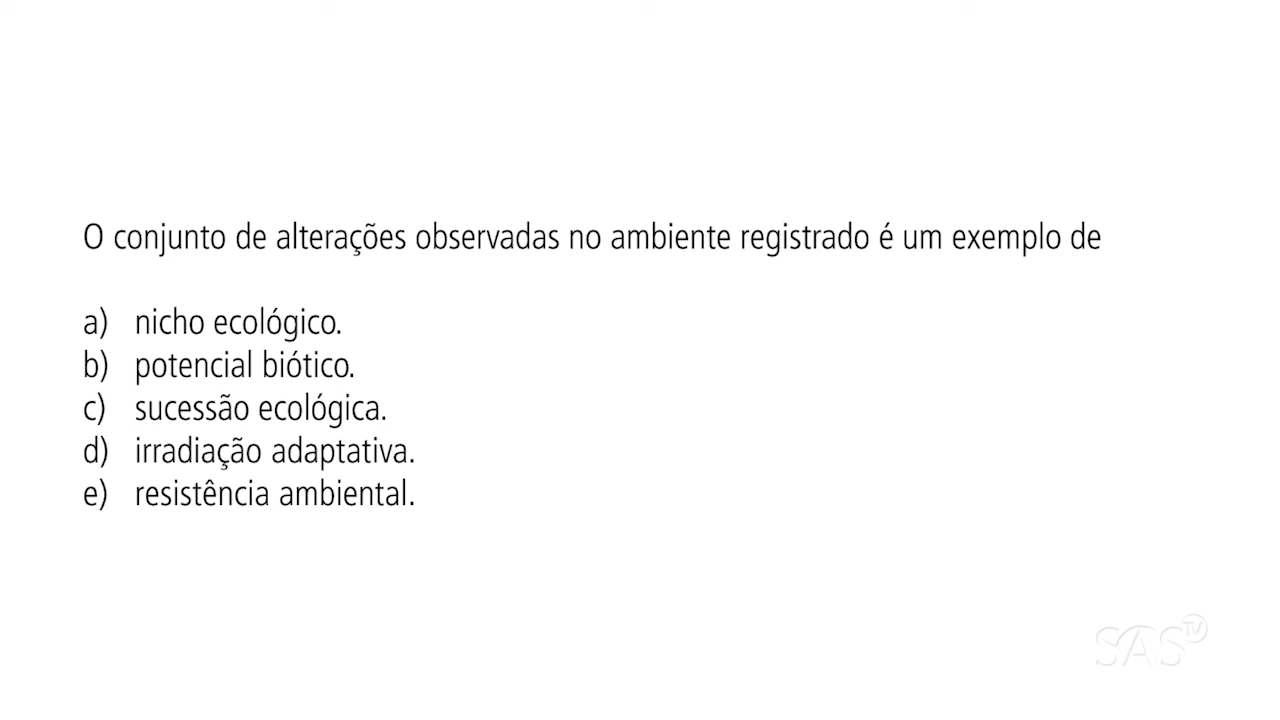 O conjunto de alterações observadas no ambiente registrado é um exemplo de
a) nicho ecológico.
b) potencial biótico.
c) sucessão ecológica.
d) irradiação adaptativa.
e) resistência ambiental.
SAS TV